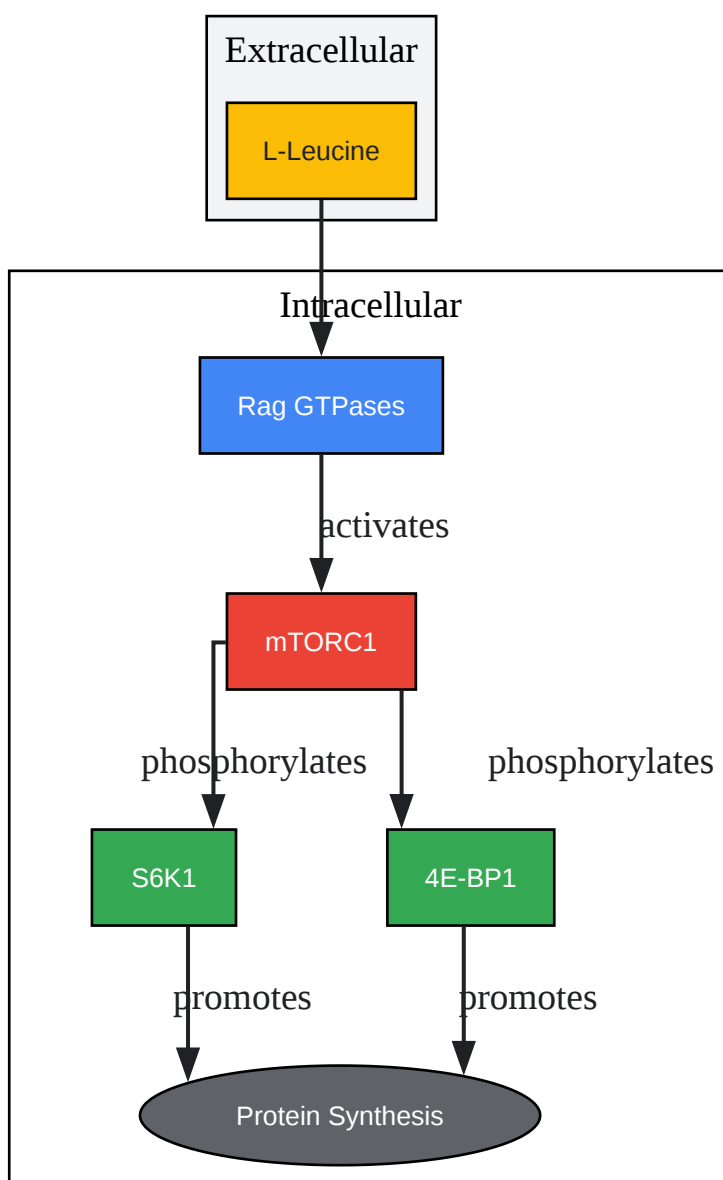 Extracellular
L-Leucine
Intracellular
Rag GTPases
activates
mTORC1
phosphorylates
phosphorylates
S6K1
4E-BP1
promotes
promotes
Protein Synthesis